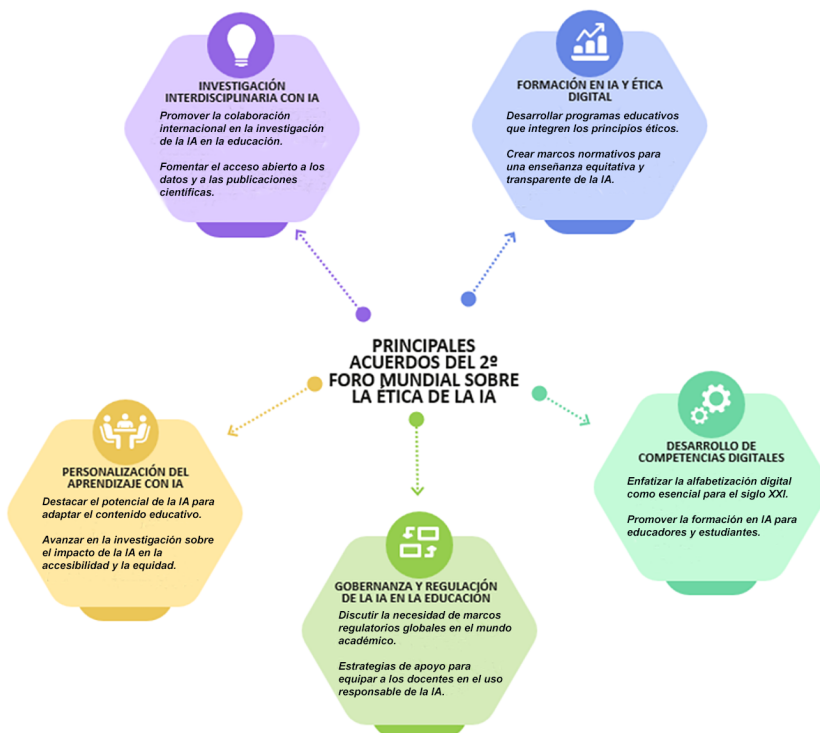 INVESTIGACIÓN
INTERDISCIPLINARIA CON IA
Promover la colaboración
internacional en la investigación
de la IA en la educación.
Fomentar el acceso abierto a los
datos y a las publicaciones
científicas.
FORMACIÓN EN IA Y ÉTICA
DIGITAL
Desarrollar programas educativos
que integren los principios éticos.
Crear marcos normativos para
una enseñanza equitativa y
transparente de la IA.
PRINCIPALES
ACUERDOS DEL 2º
FORO MUNDIAL SOBRE
LA ÉTICA DE LA IA
PERSONALIZACIÓN DEL
APRENDIZAJE CON IA
Destacar el potencial de la IA para
adaptar el contenido educativo.
Avanzar en la investigación sobre
el impacto de la IA en la
accesibilidad y la equidad.
DESARROLLO DE
COMPETENCIAS DIGITALES
Enfatizar la alfabetización digital
como esencial para el siglo XXI.
Promover la formación en IA para
educadores y estudiantes.
GOBERNANZA Y REGULACIÓN
DE LA IA EN LA EDUCACIÓN
Discutir la necesidad de marcos
regulatorios globales en el mundo
académico.
Estrategias de apoyo para
equipar a los docentes en el uso
responsable de la IA.